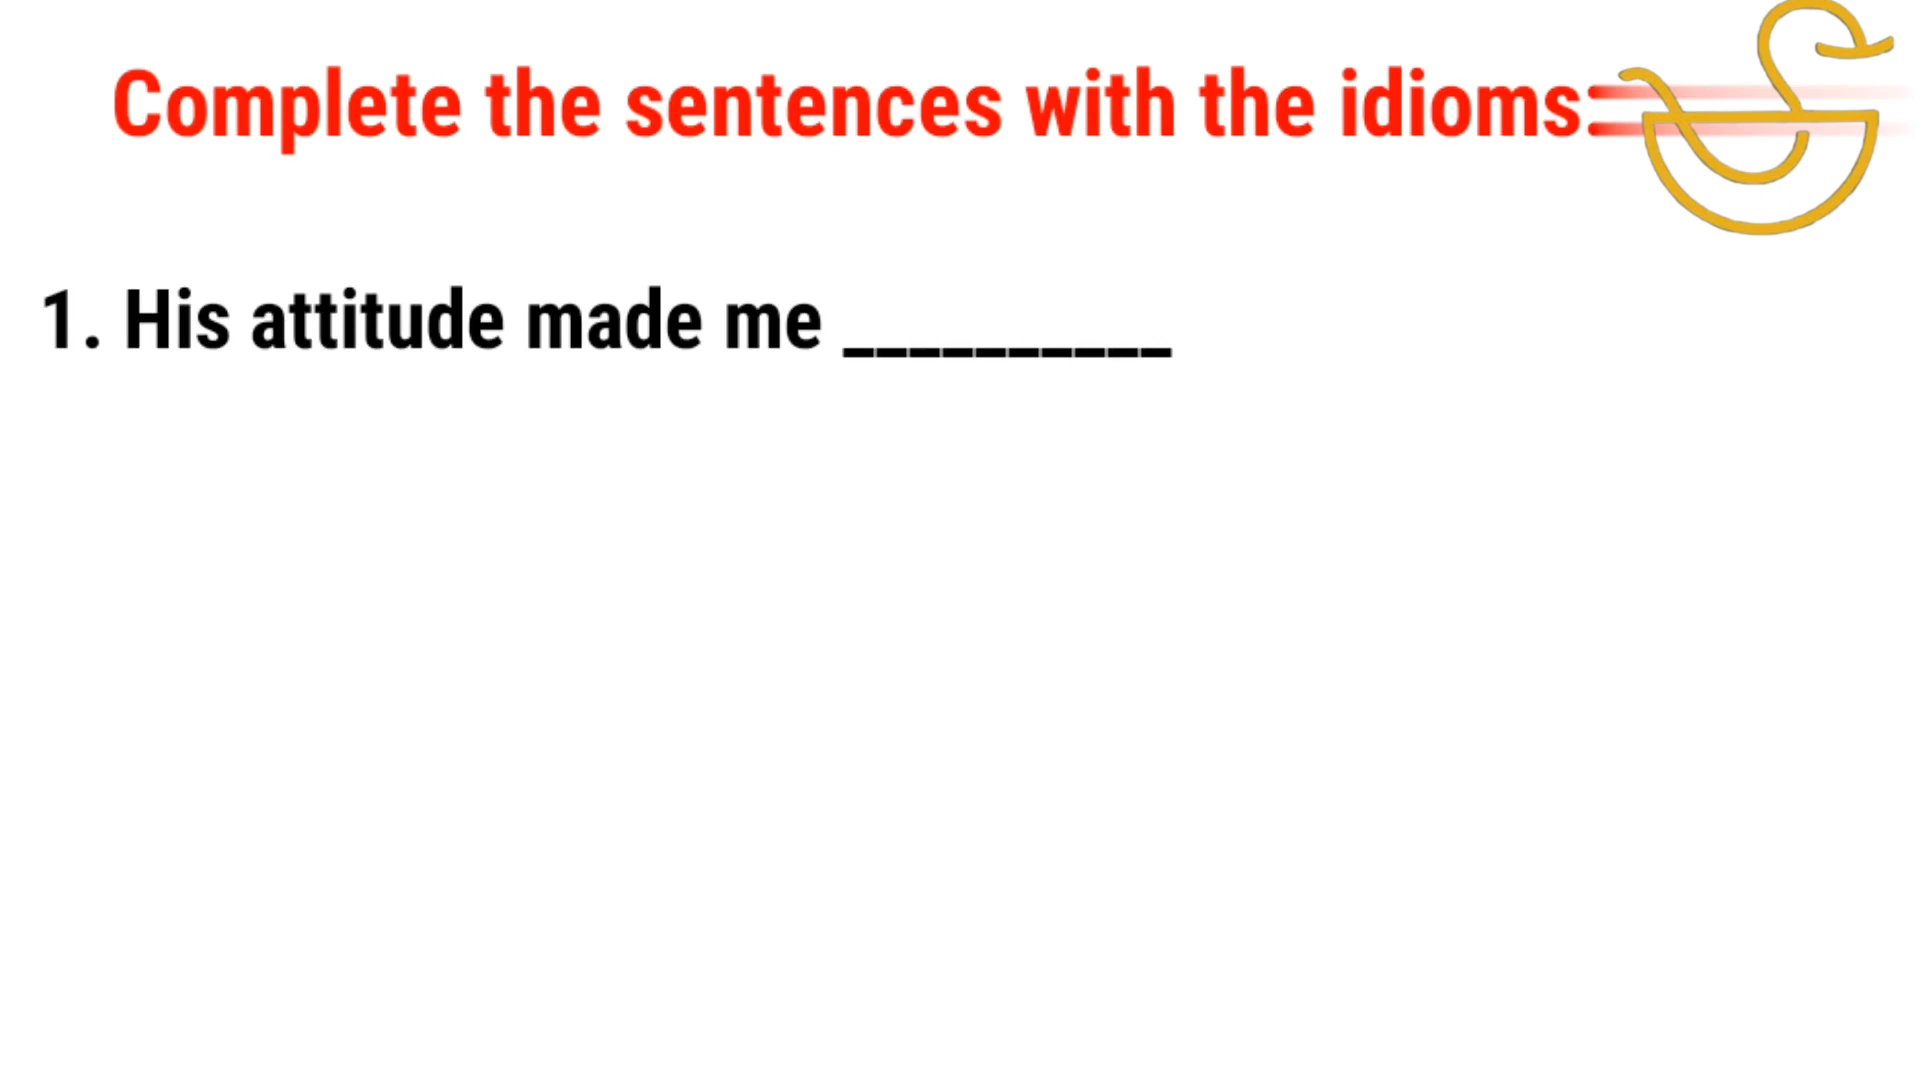 Complete the sentences with the idioms:
1. His attitude made me __________